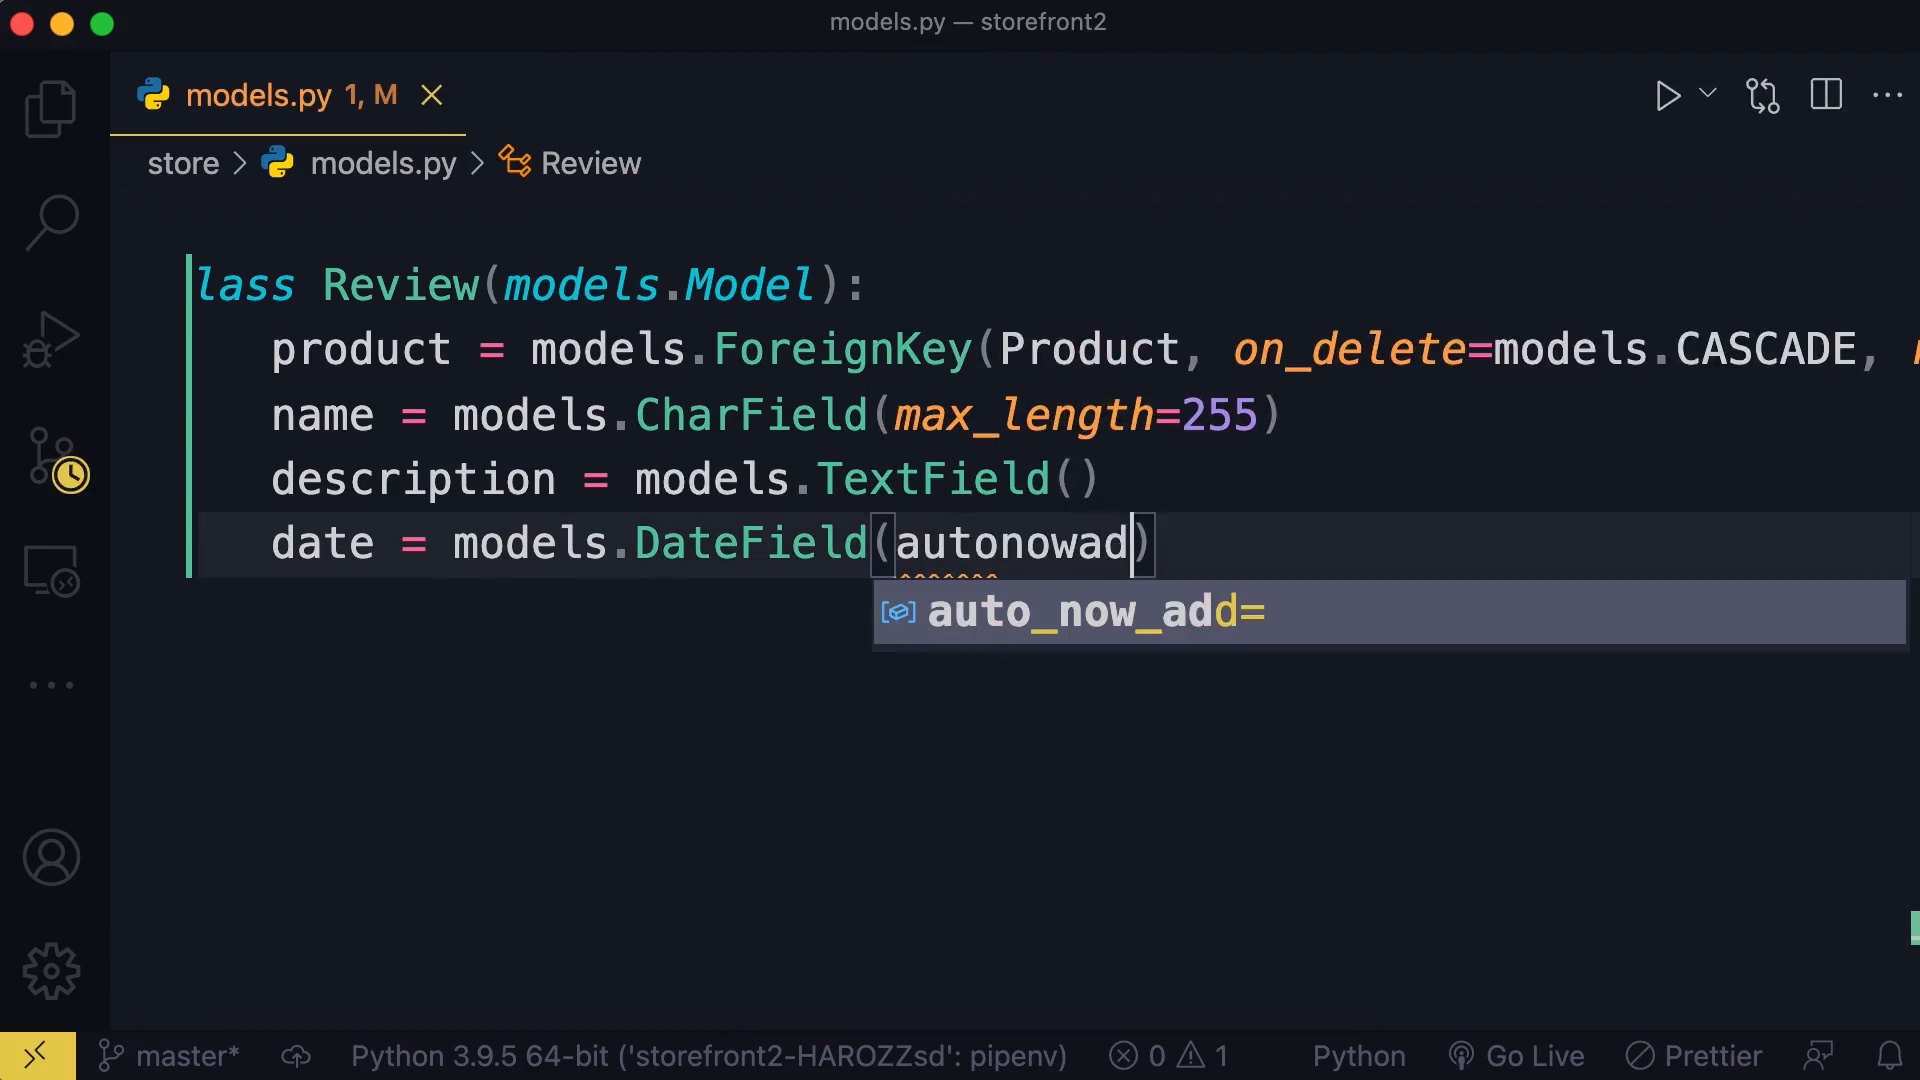 models.py — storefront2
models.py 1, M
store > models.py > Review
lass Review(models.Model):
product = models.ForeignKey(Product, on_delete=models.CASCADE,
name = models.CharField(max_length=255)
description = models.TextField()
date = models.DateField(autonowad)
auto_now_add=
master* Python 3.9.5 64-bit ('storefront2-HAROZZsd': pipenv) 0 1 Python Go Live Prettier